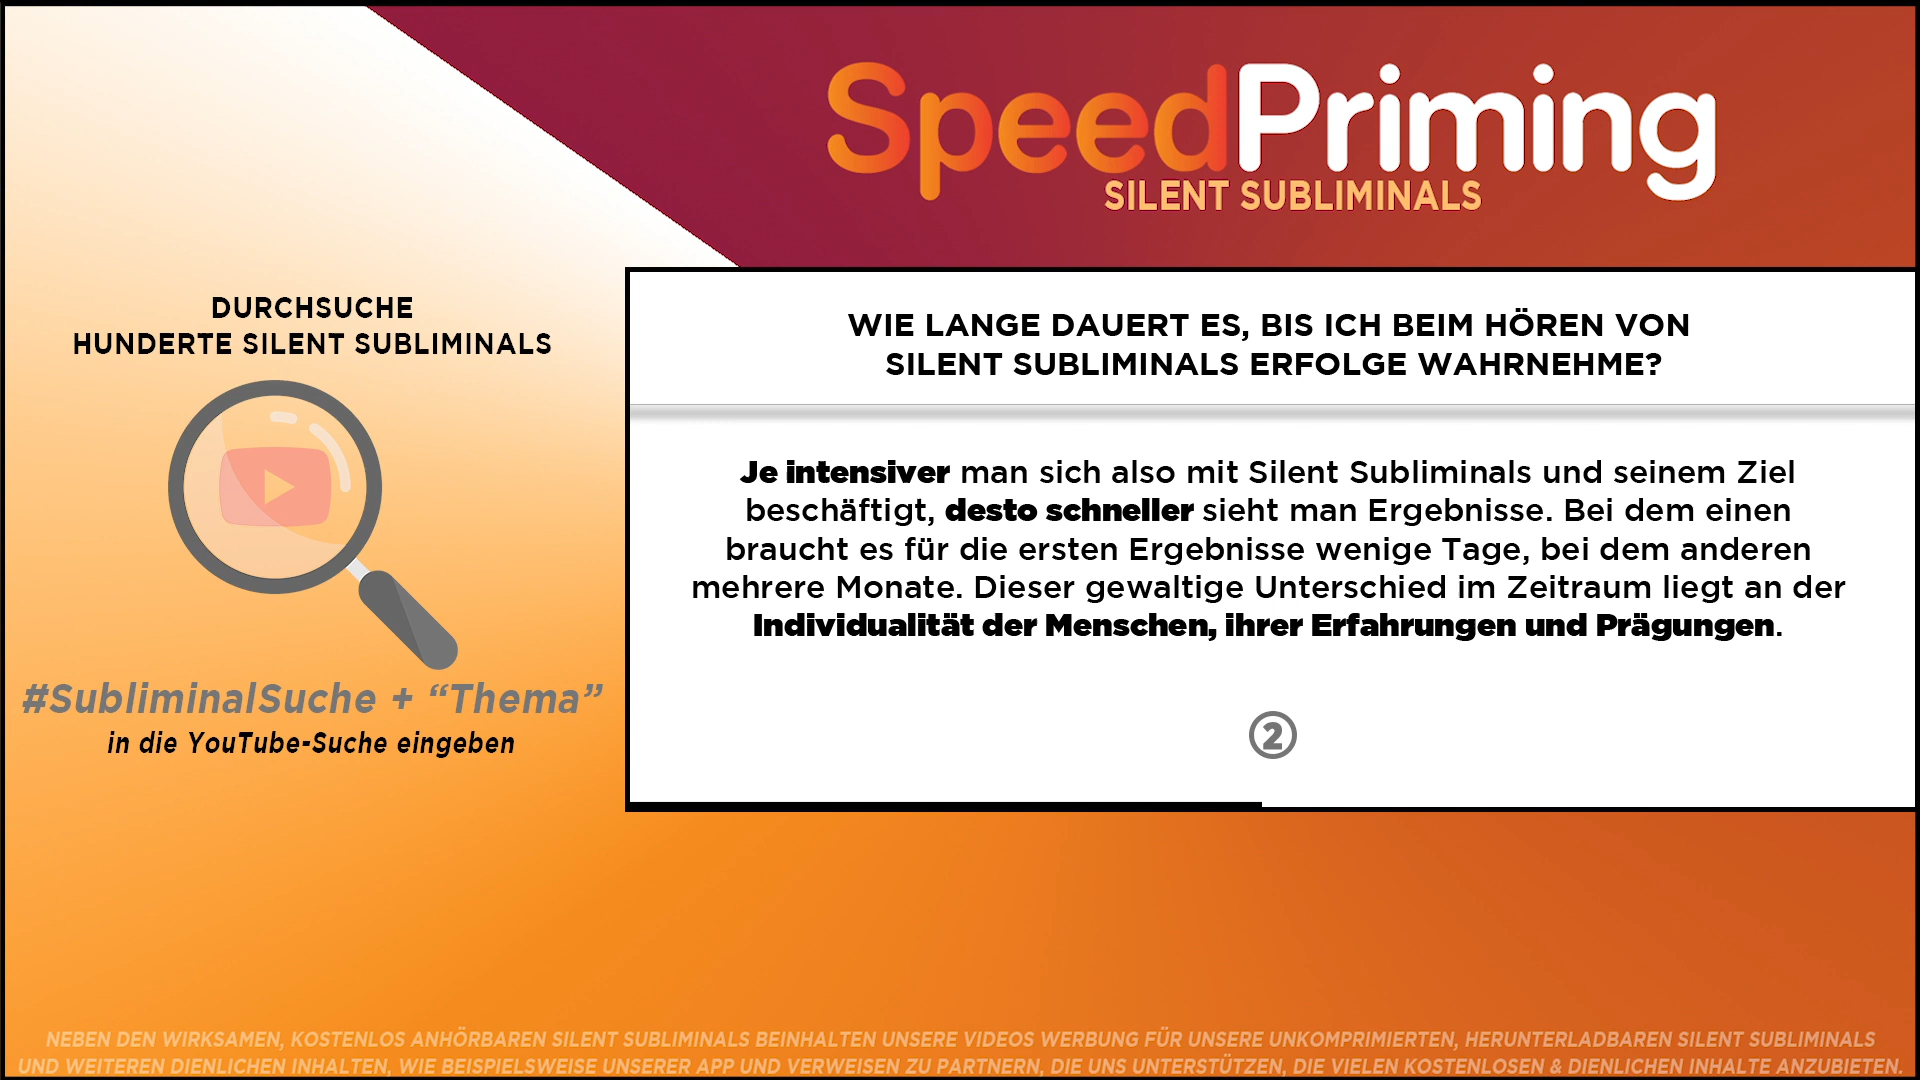 SpeedPriming
SILENT SUBLIMINALS
DURCHSUCHE
HUNDERTE SILENT SUBLIMINALS
#SubliminalSuche + “Thema”
in die YouTube-Suche eingeben
WIE LANGE DAUERT ES, BIS ICH BEIM HÖREN VON
SILENT SUBLIMINALS ERFOLGE WAHRNEHME?
Je intensiver man sich also mit Silent Subliminals und seinem Ziel
beschäftigt, desto schneller sieht man Ergebnisse. Bei dem einen
braucht es für die ersten Ergebnisse wenige Tage, bei dem anderen
mehrere Monate. Dieser gewaltige Unterschied im Zeitraum liegt an der
Individualität der Menschen, ihrer Erfahrungen und Prägungen.
2
NEBEN DEN WIRKSAMEN, KOSTENLOS ANHÖRBAREN SILENT SUBLIMINALS BEINHALTEN UNSERE VIDEOS WERBUNG FÜR UNSERE UNKOMPRIMIERTEN, HERUNTERLADBAREN SILENT SUBLIMINALS
UND WEITEREN DIENLICHEN INHALTEN, WIE BEISPIELSWEISE UNSERER APP UND VERWEISEN ZU PARTNERN, DIE UNS UNTERSTÜTZEN, DIE VIELEN KOSTENLOSEN & DIENLICHEN INHALTE ANZUBIETEN.